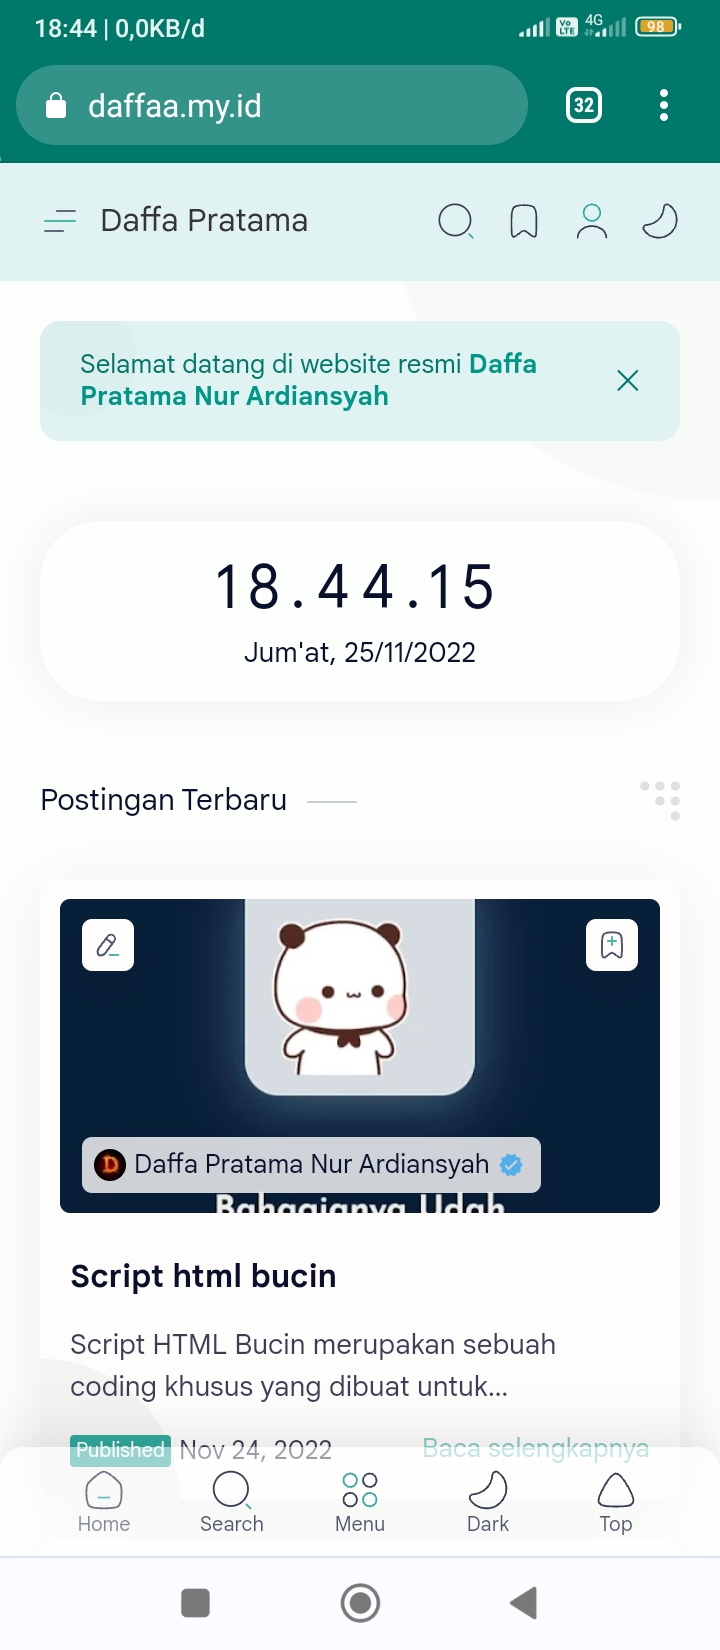 18:44 | 0,0KB/d
Vo LTE
4G
98
daffaa.my.id
32
Daffa Pratama
Selamat datang di website resmi Daffa
Pratama Nur Ardiansyah
18.44.15
Jum'at, 25/11/2022
Postingan Terbaru
D Daffa Pratama Nur Ardiansyah
Bahagianya Udah
Script html bucin
Script HTML Bucin merupakan sebuah
coding khusus yang dibuat untuk...
Published Nov 24, 2022 Baca selengkapnya
Home Search Menu Dark Top